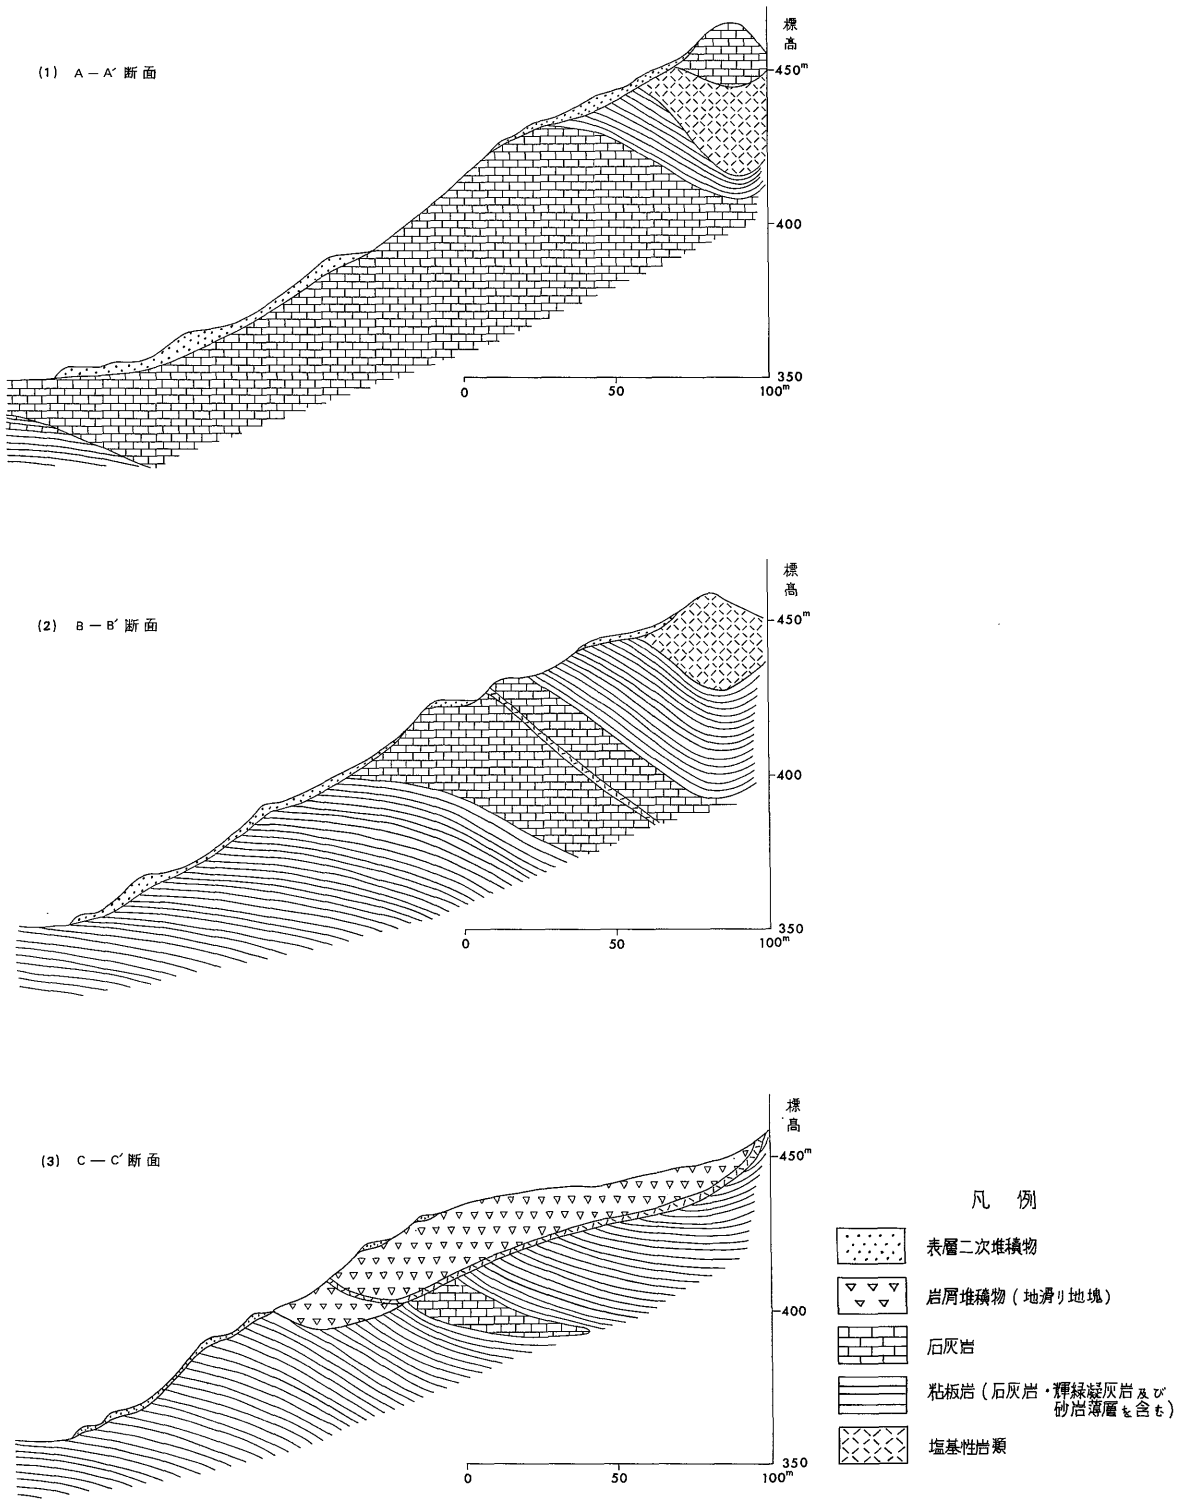 (1) A－A′断面
標
高
450m
400
350
0 50 100m
(2) B－B′断面
標
高
450m
400
350
0 50 100m
(3) C－C′断面
標
高
450m
400
350
0 50 100m
凡例
表層二次堆積物
岩屑堆積物（地滑り地塊）
石灰岩
粘板岩（石灰岩・輝緑凝灰岩及び
砂岩薄層を含む）
塩基性岩類